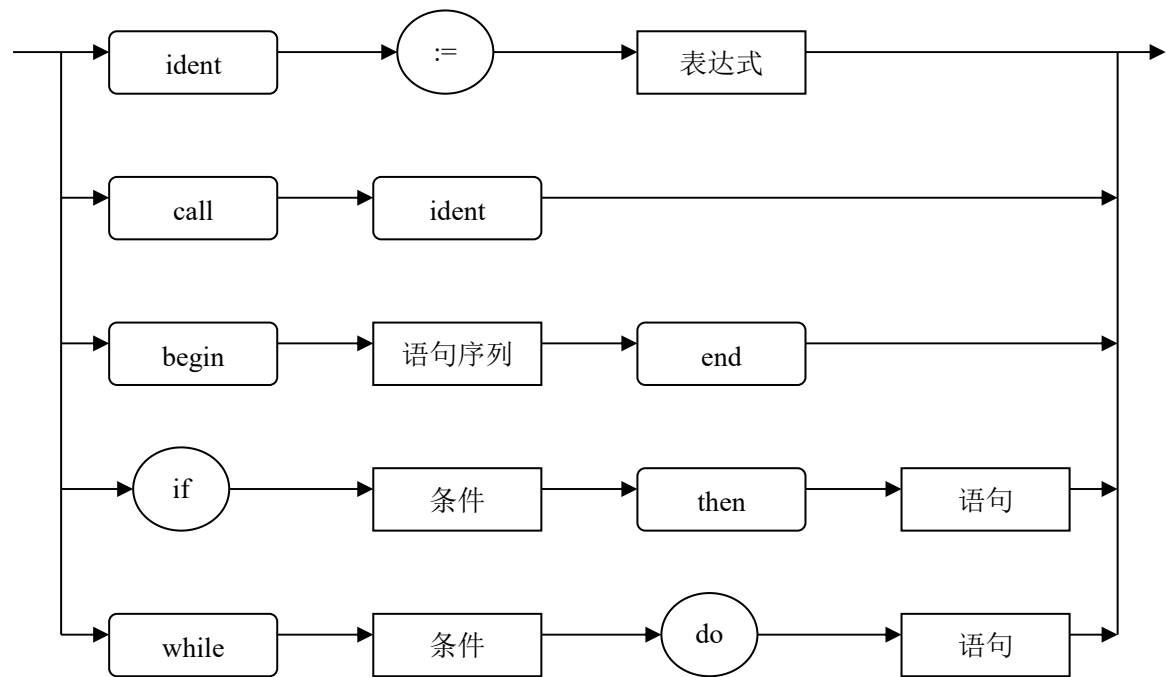 ident := 表达式
call ident
begin 语句序列 end
if 条件 then 语句
while 条件 do 语句